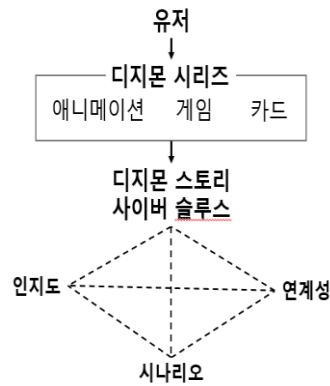 유저
디지몬 시리즈
애니메이션 게임 카드
디지몬 스토리
사이버 슬루스
인지도
연계성
시나리오